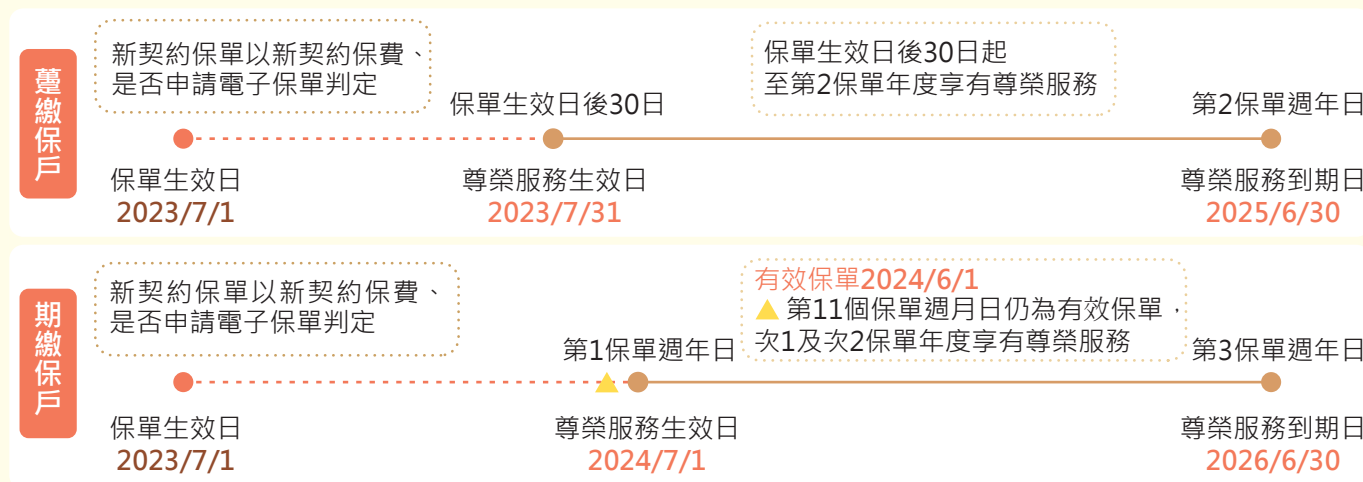 躉繳保戶
新契約保單以新契約保費、
是否申請電子保單判定
保單生效日後30日起
至第2保單年度享有尊榮服務
保單生效日後30日
第2保單週年日
保單生效日
2023/7/1
尊榮服務生效日
2023/7/31
尊榮服務到期日
2025/6/30
期繳保戶
新契約保單以新契約保費、
是否申請電子保單判定
有效保單2024/6/1
▲ 第11個保單週月日仍為有效保單，
次1及次2保單年度享有尊榮服務
第1保單週年日
第3保單週年日
保單生效日
2023/7/1
尊榮服務生效日
2024/7/1
尊榮服務到期日
2026/6/30